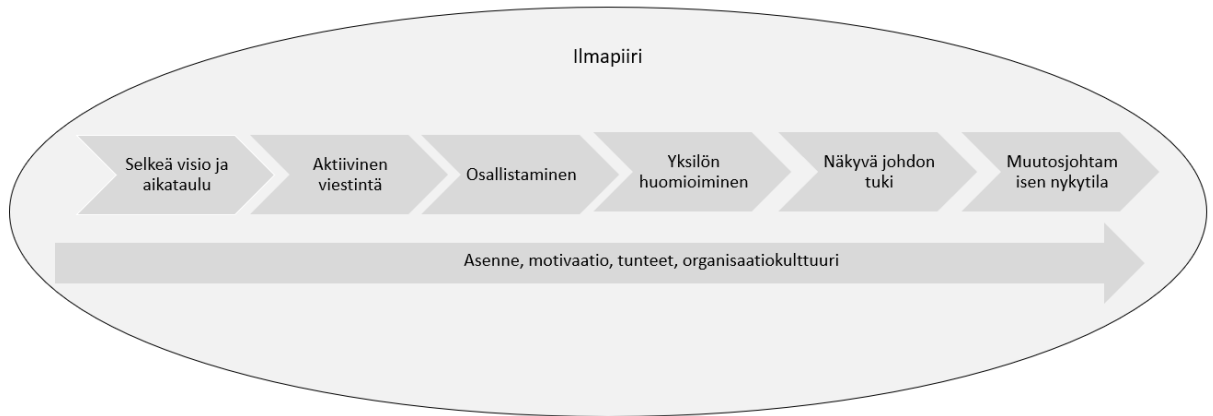 Ilmapiiri
Selkeä visio ja
aikataulu
Aktiivinen
viestintä
Osallistaminen
Yksilön
huomioiminen
Näkyvä johdon
tuki
Muutosjohtam
isen nykytila
Asenne, motivaatio, tunteet, organisaatiokulttuuri